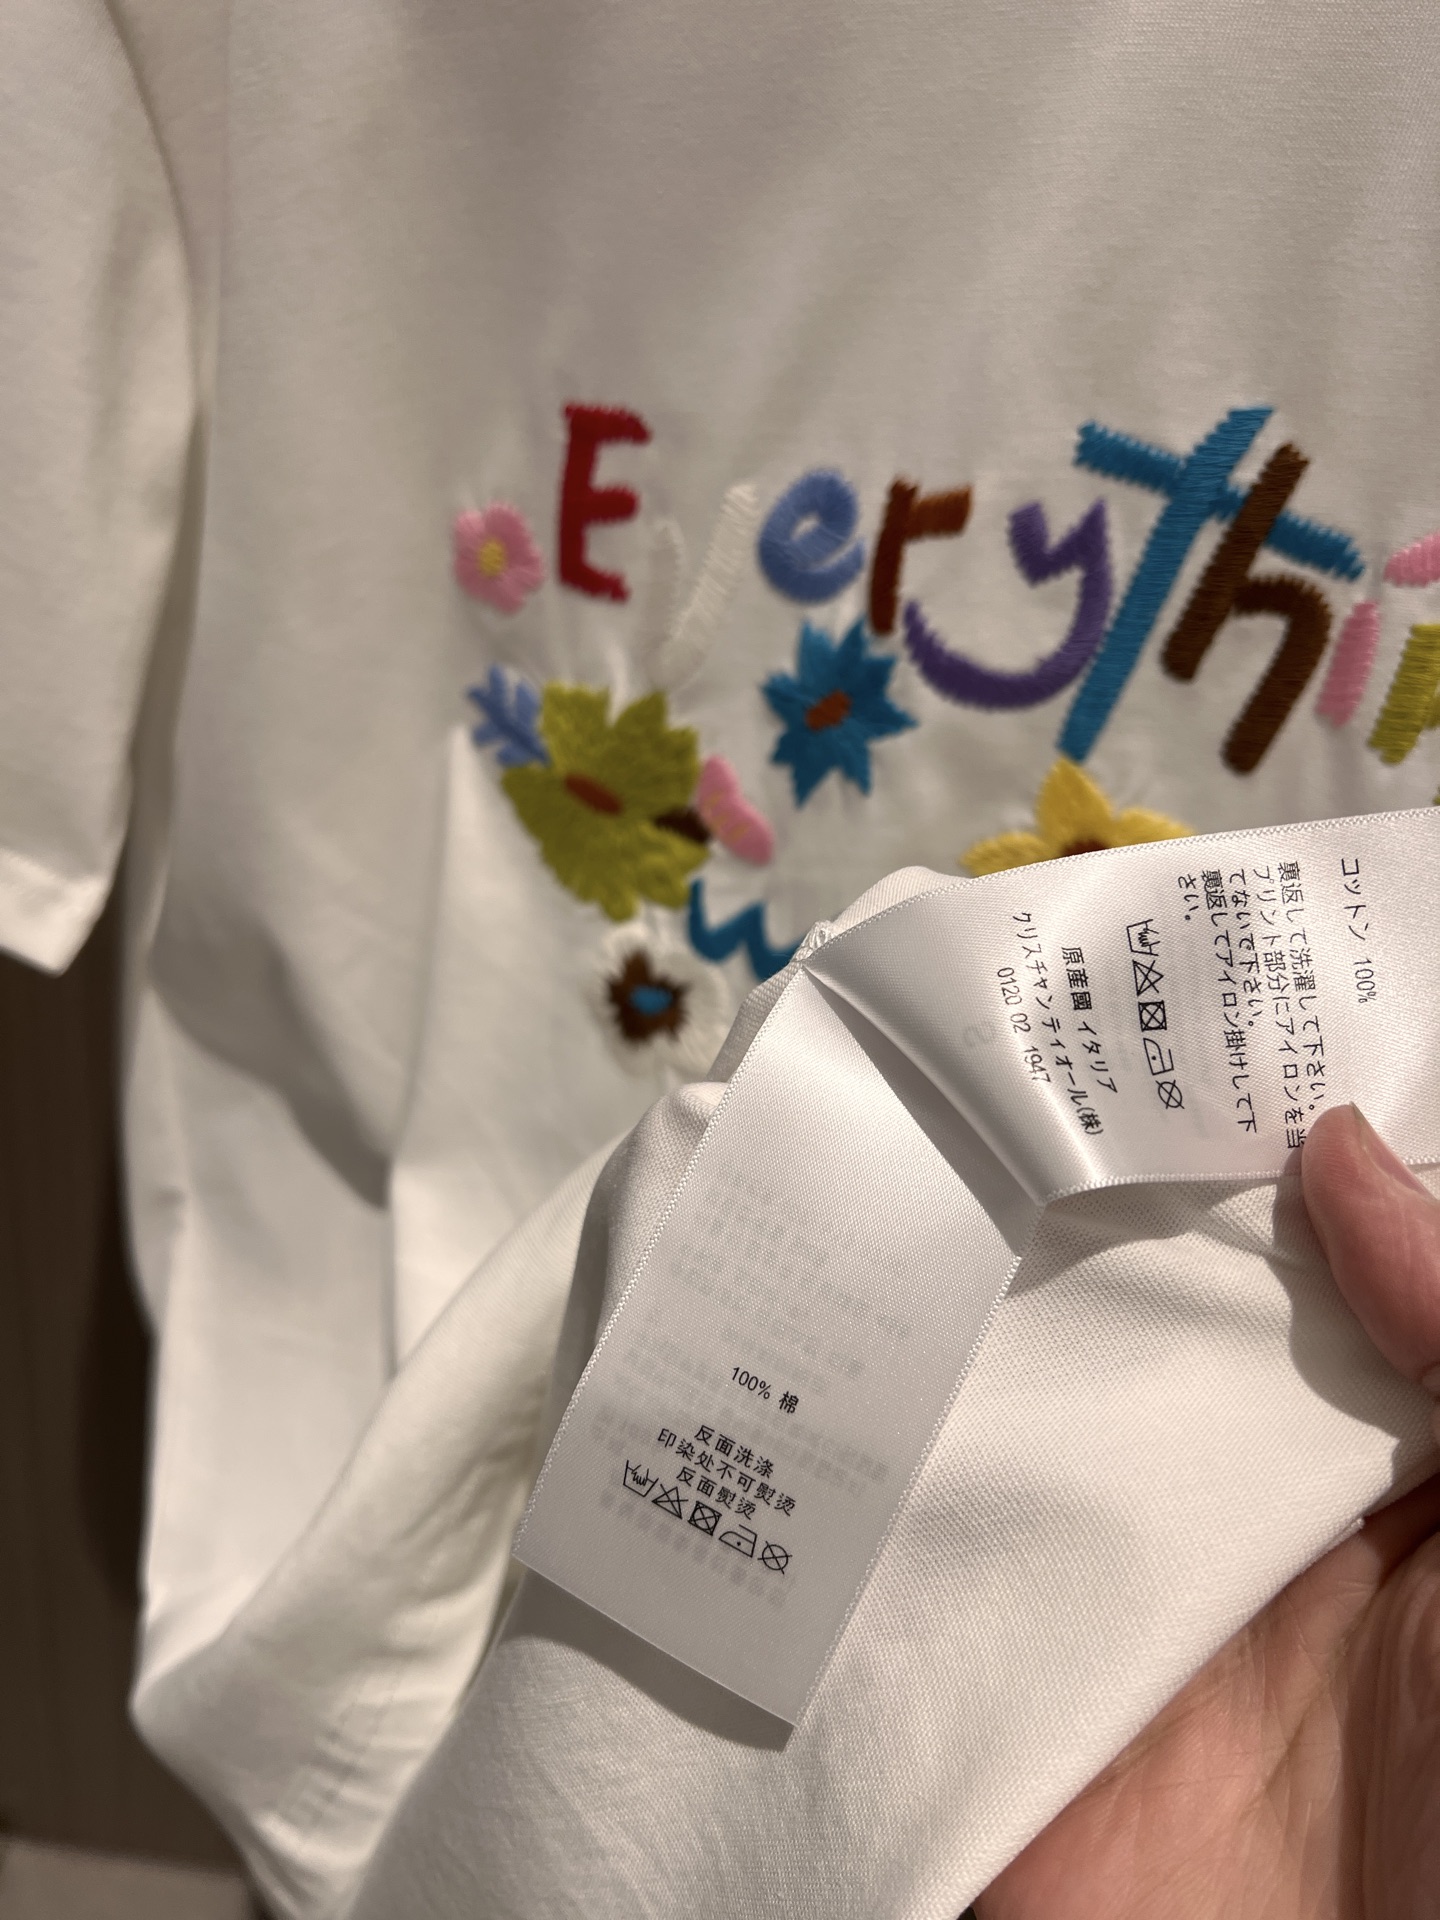 Everythin
w
コットン 100%
裏返して洗濯して下さい。
プリント部分にアイロンを当
てないで下さい。
裏返してアイロン掛けして下
さい。
原産國 イタリア
クリスチャン ディオール(株)
0120 02 1947
100% 棉
反面洗涤
印染处不可熨烫
反面熨烫